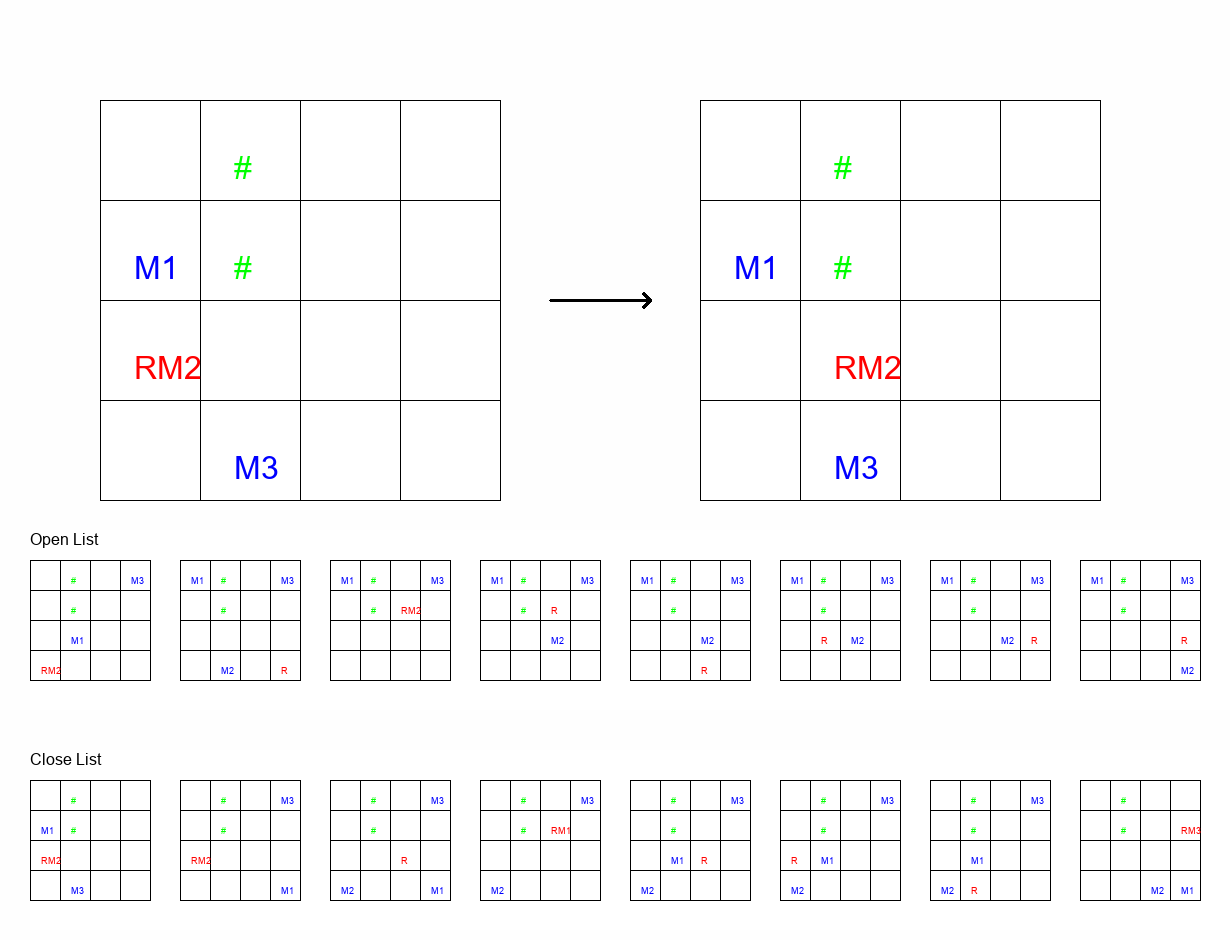 # #
M1 # M1 #
RM2 RM2
M3 M3
Open List
# M3 M1 # M3 M1 # M3 M1 # M3 M1 # M3 M1 # M3 M1 # M3 M1 # M3
# # # RM2 # R # # # #
M1 M2 M2 R M2 M2 R R
RM2 M2 R R M2
Close List
# # M3 # M3 # M3 # M3 # M3 # M3 #
M1 # # # # RM1 # # # # RM3
RM2 RM2 R M1 R R M1 M1
M3 M1 M2 M1 M2 M2 M2 M2 R M2 M1